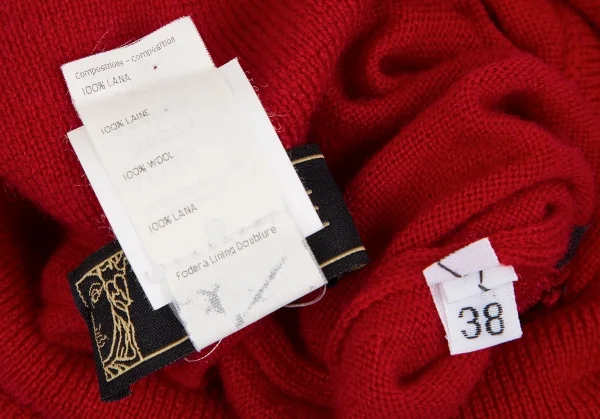 Composizione - Composition
100% LANA
100% LAINE
100% WOOL
100% LANA
Fodera Lining Doublure
38